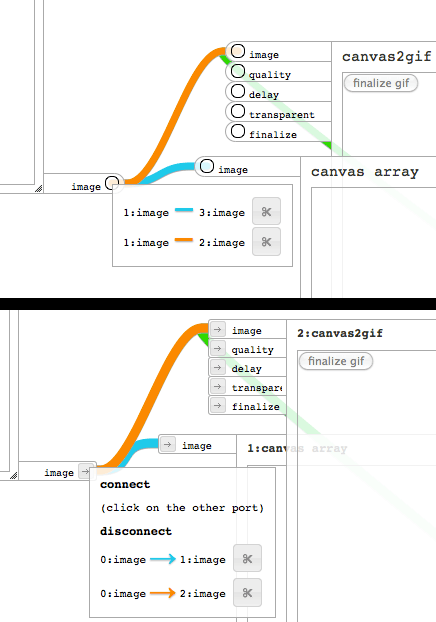 image
canvas2gif
quality
finalize gif
delay
transparent
finalize
image
canvas array
image
1:image 3:image
1:image 2:image
image
2:canvas2gif
quality
delay
finalize gif
transpare
finalize
image
1:canvas array
image
connect
(click on the other port)
disconnect
0:image 1:image
0:image 2:image